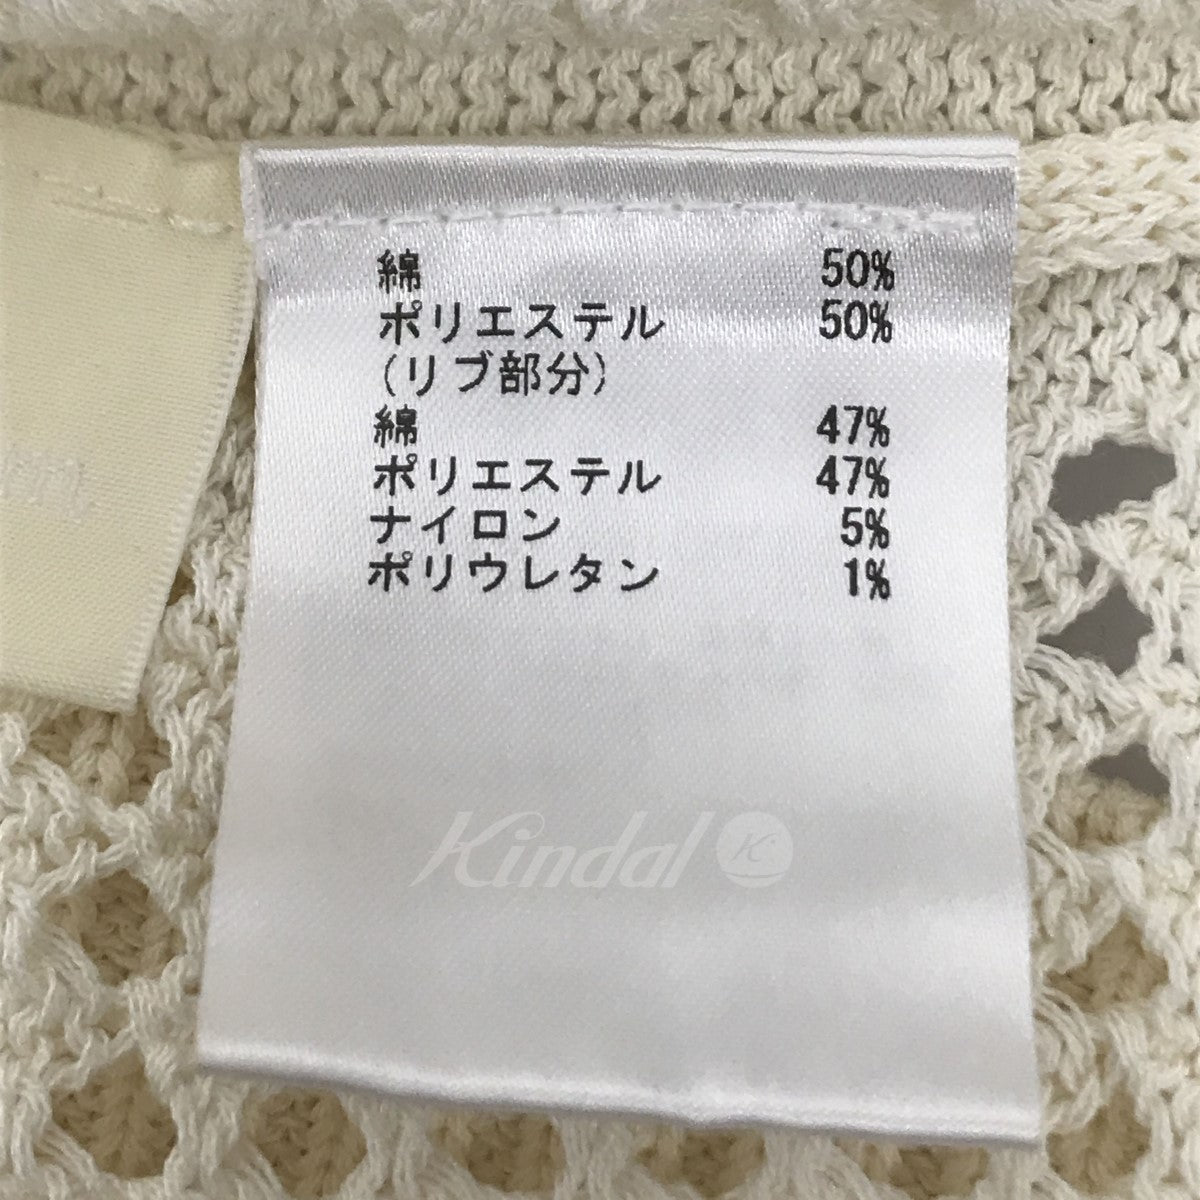 綿 50%
ポリエステル 50%
(リブ部分)
綿 47%
ポリエステル 47%
ナイロン 5%
ポリウレタン 1%
Kindal K